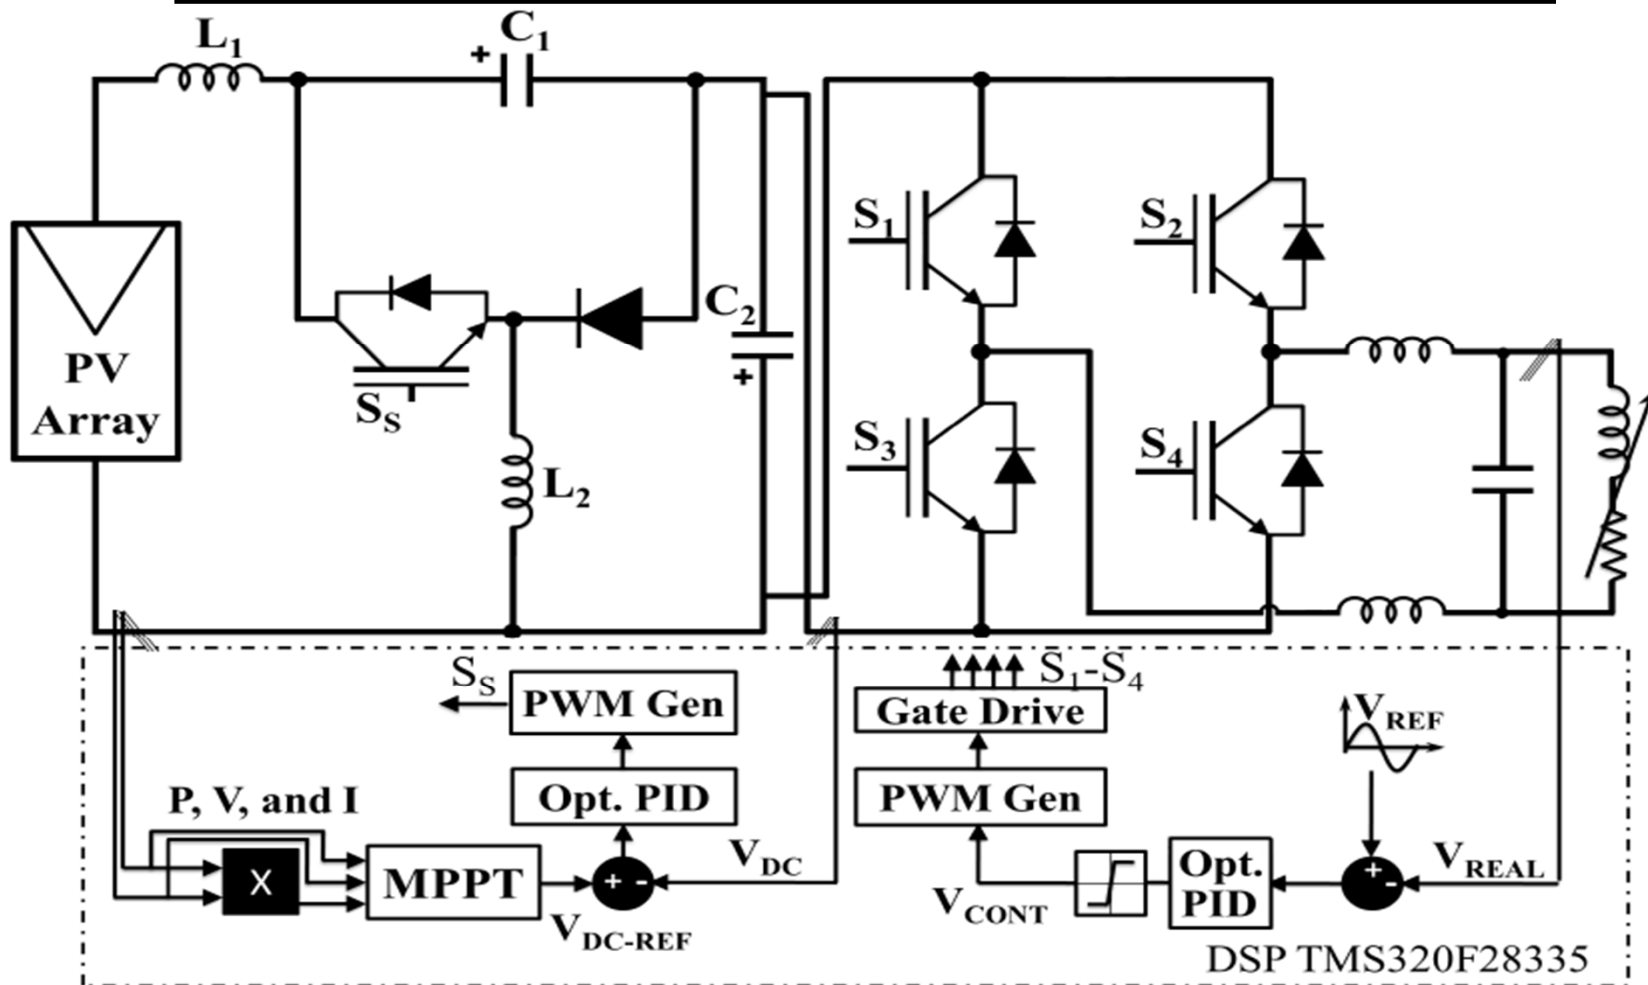 L1
C1
+
PV
Array
SS
L2
C2
+
S1
S2
S3
S4
SS
PWM Gen
Opt. PID
P, V, and I
X
MPPT
+ -
VDC
VDC-REF
S1-S4
Gate Drive
PWM Gen
VCONT
Opt.
PID
VREF
+
-
VREAL
DSP TMS320F28335